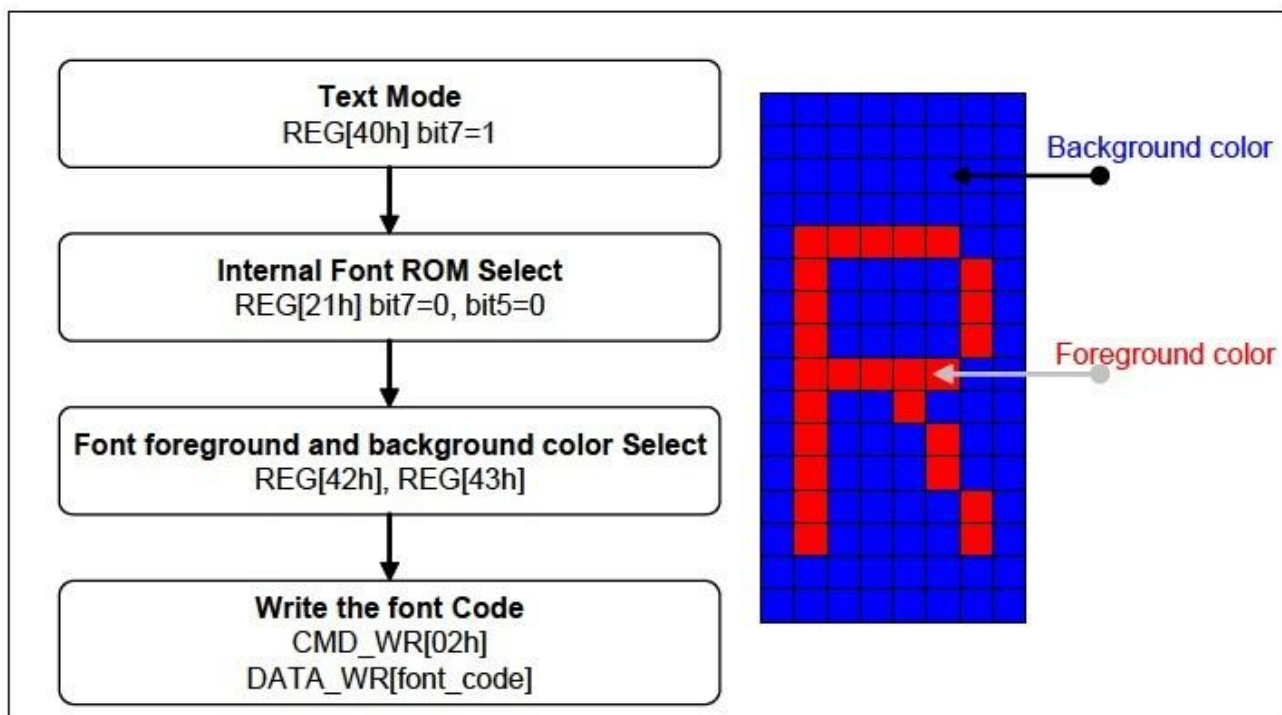 Text Mode
REG[40h] bit7=1
Internal Font ROM Select
REG[21h] bit7=0, bit5=0
Font foreground and background color Select
REG[42h], REG[43h]
Write the font Code
CMD_WR[02h]
DATA_WR[font_code]
Background color
Foreground color